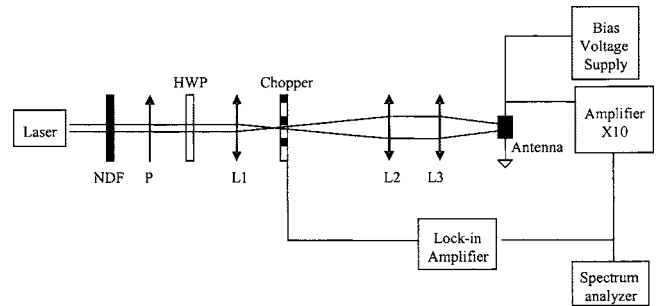 Bias
Voltage
Supply
HWP
Chopper
Laser
Amplifier
X10
Antenna
NDF
P
L1
L2
L3
Lock-in
Amplifier
Spectrum
analyzer